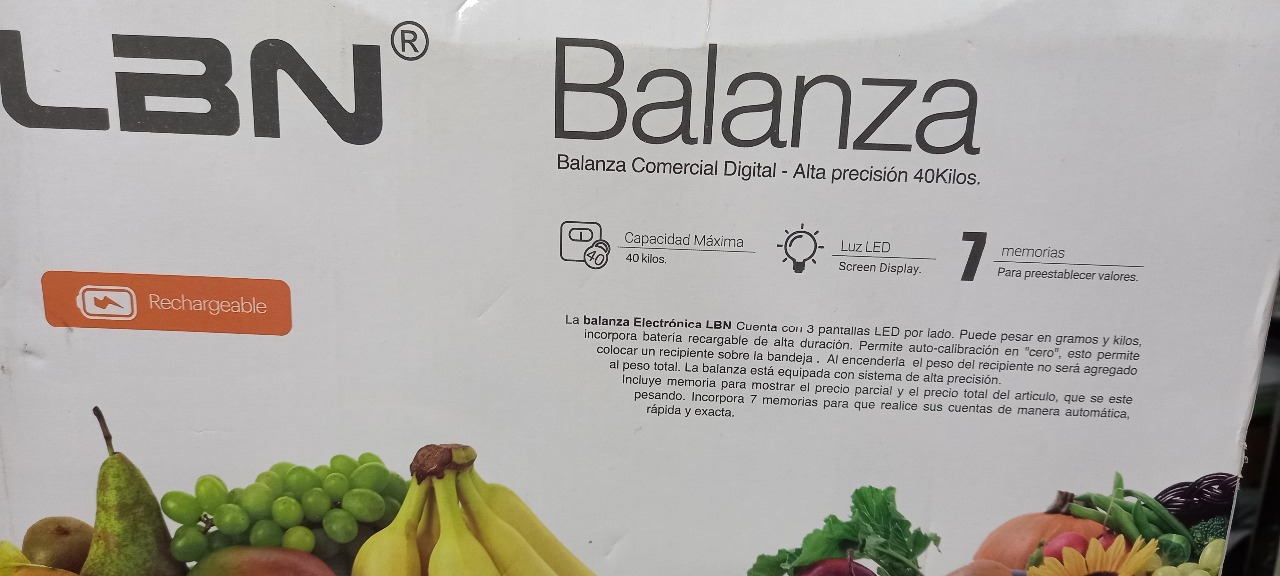 LBN®
Balanza
Balanza Comercial Digital - Alta precisión 40Kilos.
40
Capacidad Máxima
40 kilos.
Luz LED
Screen Display.
7
memorias
Para preestablecer valores.
Rechargeable
La balanza Electrónica LBN Cuenta con 3 pantallas LED por lado. Puede pesar en gramos y kilos,
incorpora batería recargable de alta duración. Permite auto-calibración en "cero", esto permite
colocar un recipiente sobre la bandeja . Al encenderla el peso del recipiente no será agregado
al peso total. La balanza está equipada con sistema de alta precisión.
Incluye memoria para mostrar el precio parcial y el precio total del articulo, que se este
pesando. Incorpora 7 memorias para que realice sus cuentas de manera automática,
rápida y exacta.